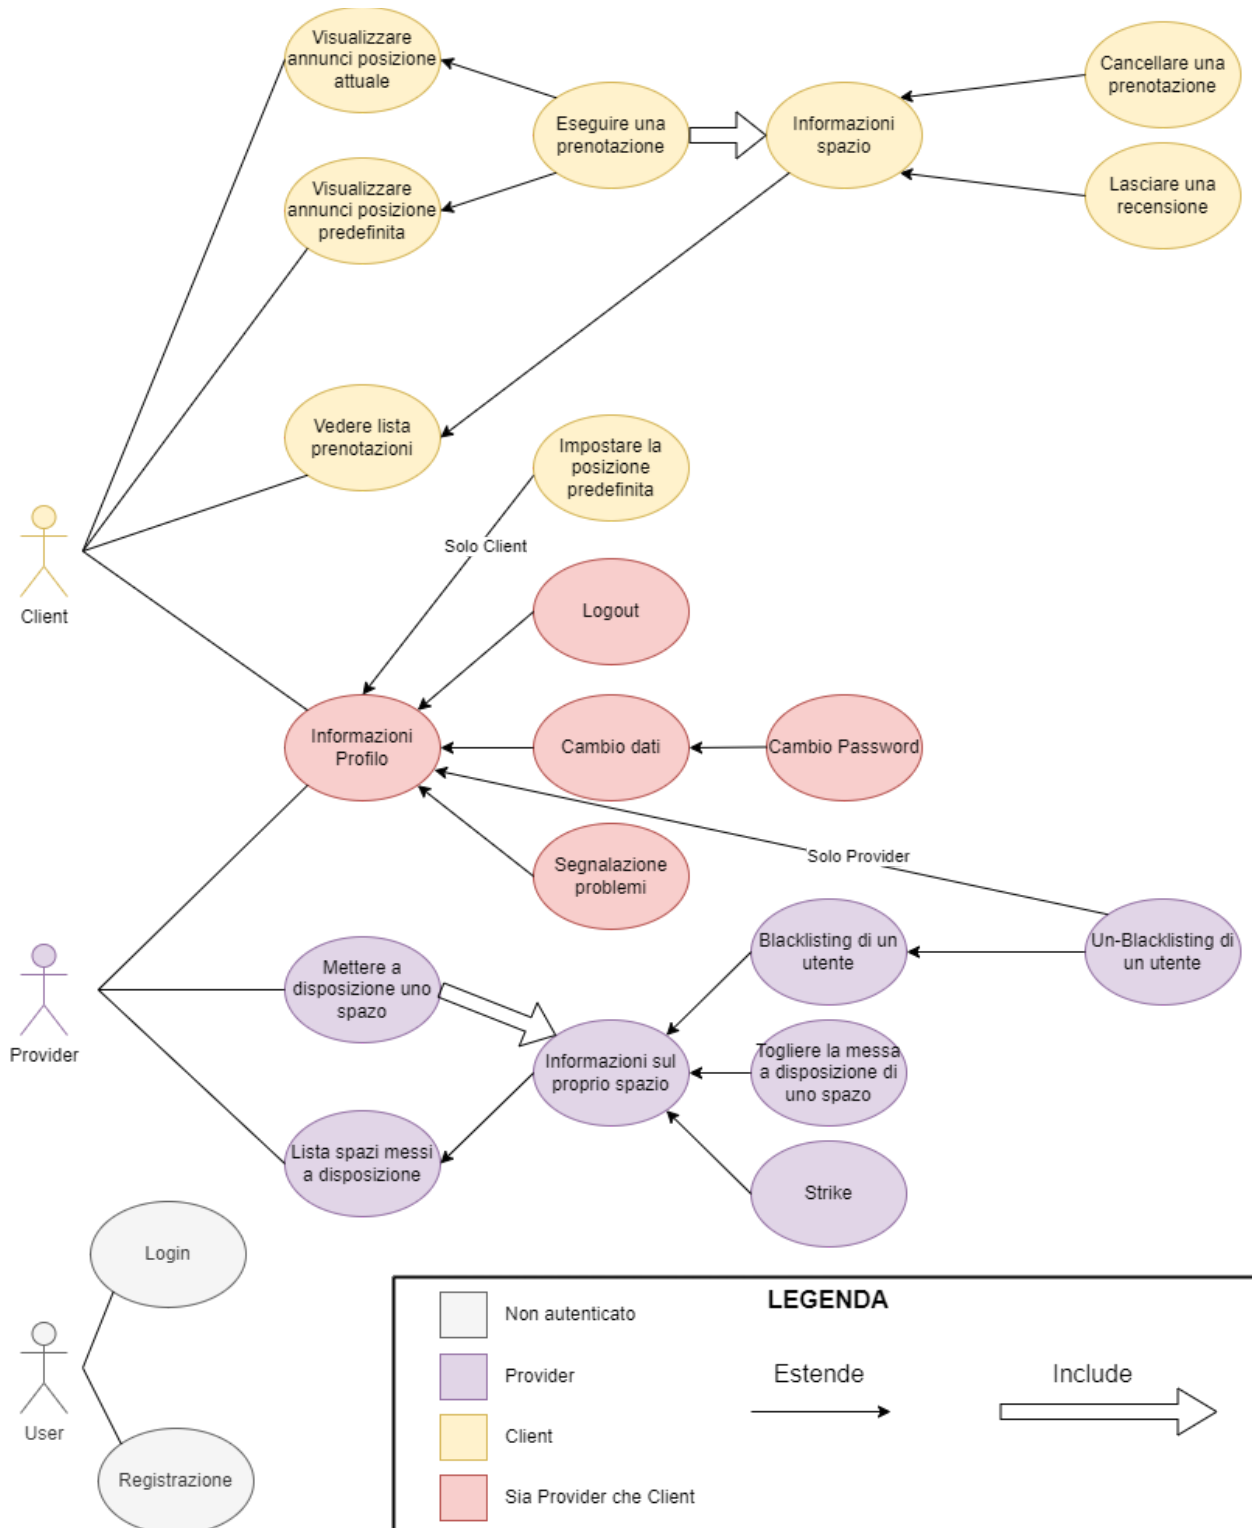 Visualizzare
annunci posizione
attuale
Eseguire una
prenotazione
Informazioni
spazio
Cancellare una
prenotazione
Visualizzare
annunci posizione
predefinita
Lasciare una
recensione
Vedere lista
prenotazioni
Impostare la
posizione
predefinita
Solo Client
Client
Logout
Informazioni
Profilo
Cambio dati
Cambio Password
Segnalazione
problemi
Solo Provider
Provider
Mettere a
disposizione uno
spazo
Blacklisting di un
utente
Un-Blacklisting di
un utente
Informazioni sul
proprio spazio
Togliere la messa
a disposizione di
uno spazo
Lista spazi messi
a disposizione
Strike
Login
User
Registrazione
LEGENDA
Non autenticato
Provider
Client
Sia Provider che Client
Estende
Include